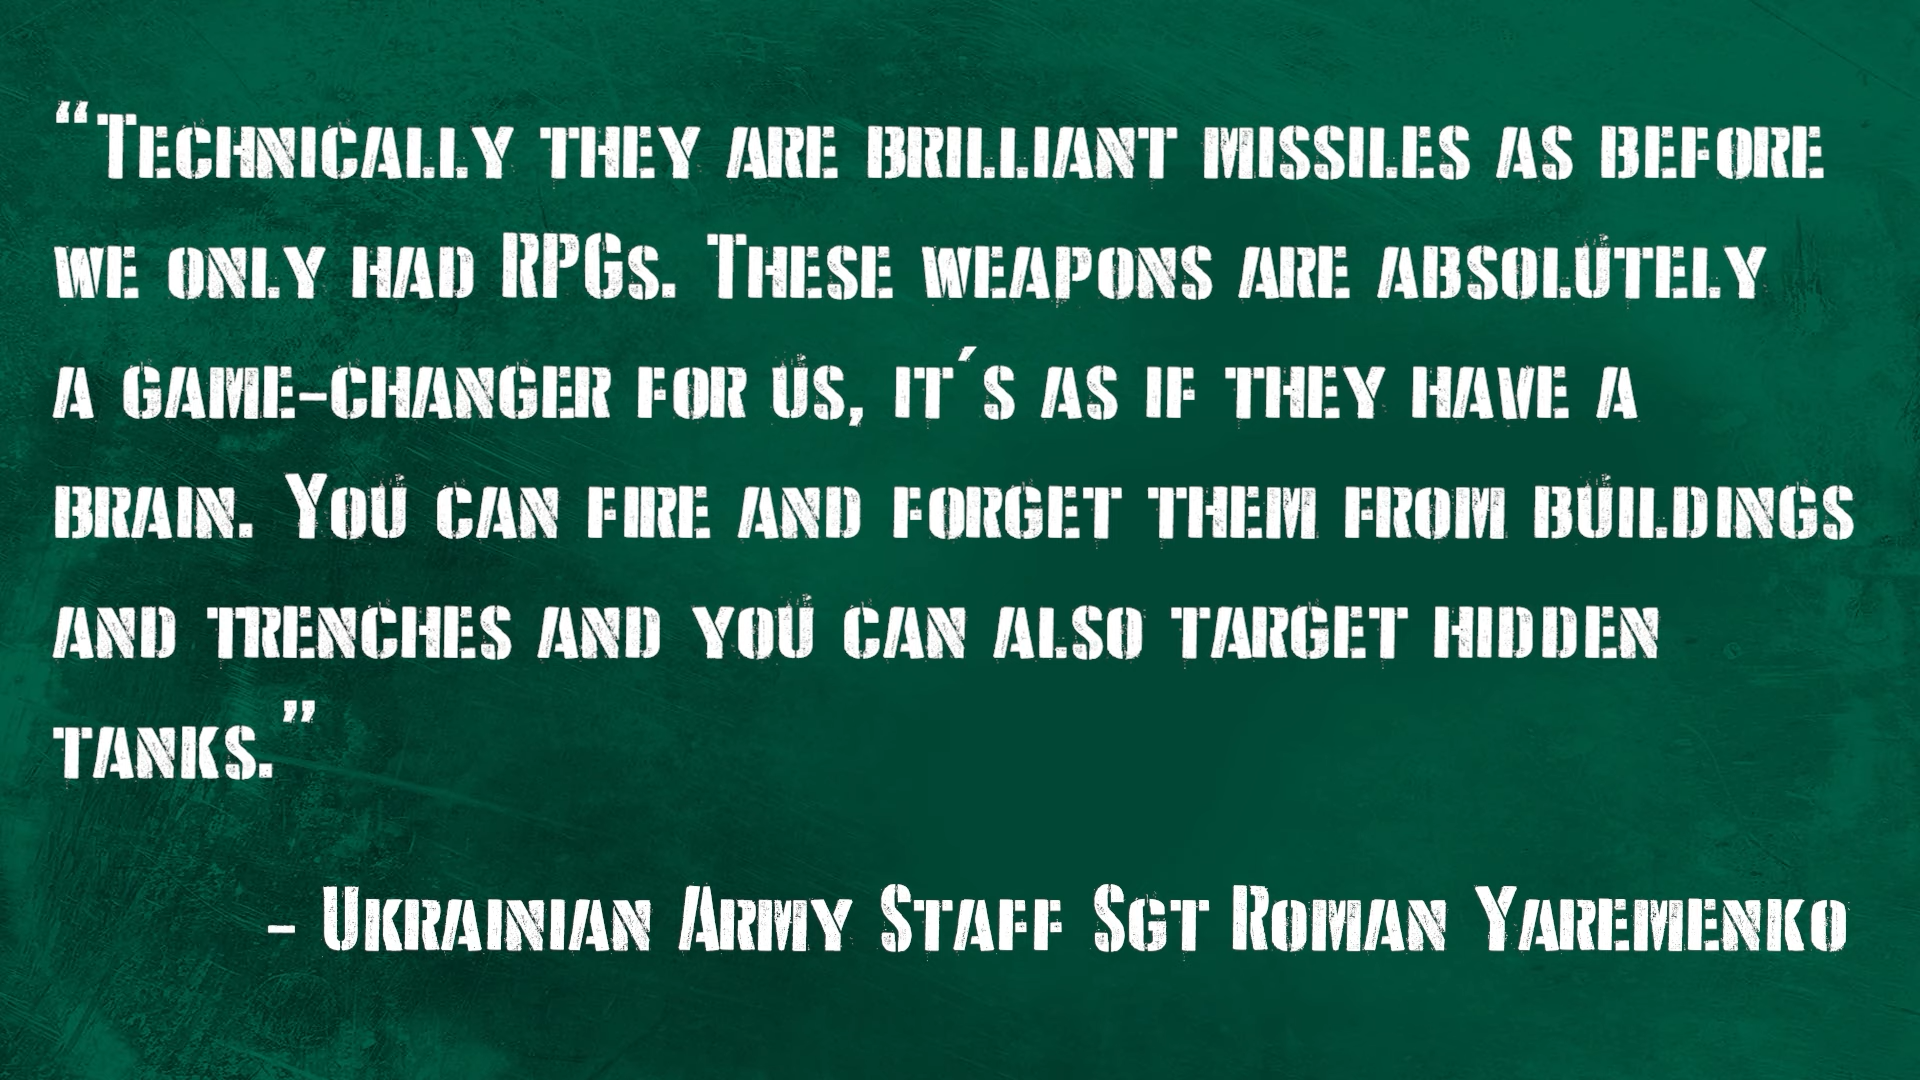 “Technically they are brilliant missiles as before
we only had RPGs. These weapons are absolutely
a game-changer for us, it´s as if they have a
brain. You can fire and forget them from buildings
and trenches and you can also target hidden
tanks.”
– Ukrainian Army Staff Sgt Roman Yaremenko